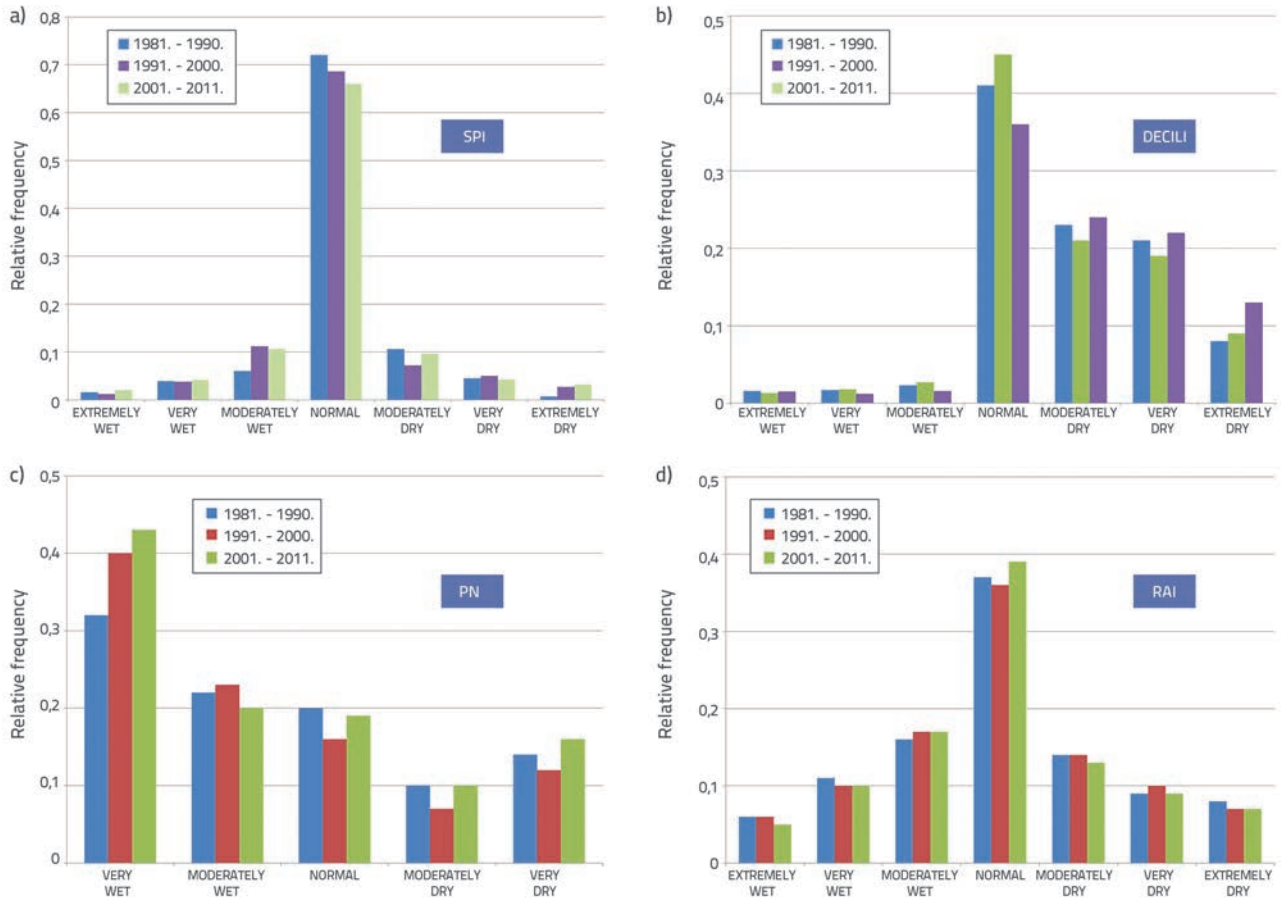 a)
0,8
0,7
0,6
0,5
0,4
0,3
0,2
0,1
0
Relative frequency
1981. - 1990.
1991. - 2000.
2001. - 2011.
SPI
EXTREMELY WET
VERY WET
MODERATELY WET
NORMAL
MODERATELY DRY
VERY DRY
EXTREMELY DRY
b)
0,5
0,4
0,3
0,2
0,1
0
Relative frequency
1981. - 1990.
1991. - 2000.
2001. - 2011.
DECILI
EXTREMELY WET
VERY WET
MODERATELY WET
NORMAL
MODERATELY DRY
VERY DRY
EXTREMELY DRY
c)
0,5
0,4
0,3
0,2
0,1
0
Relative frequency
1981. - 1990.
1991. - 2000.
2001. - 2011.
PN
VERY WET
MODERATELY WET
NORMAL
MODERATELY DRY
VERY DRY
d)
0,5
0,4
0,3
0,2
0,1
0
Relative frequency
1981. - 1990.
1991. - 2000.
2001. - 2011.
RAI
EXTREMELY WET
VERY WET
MODERATELY WET
NORMAL
MODERATELY DRY
VERY DRY
EXTREMELY DRY